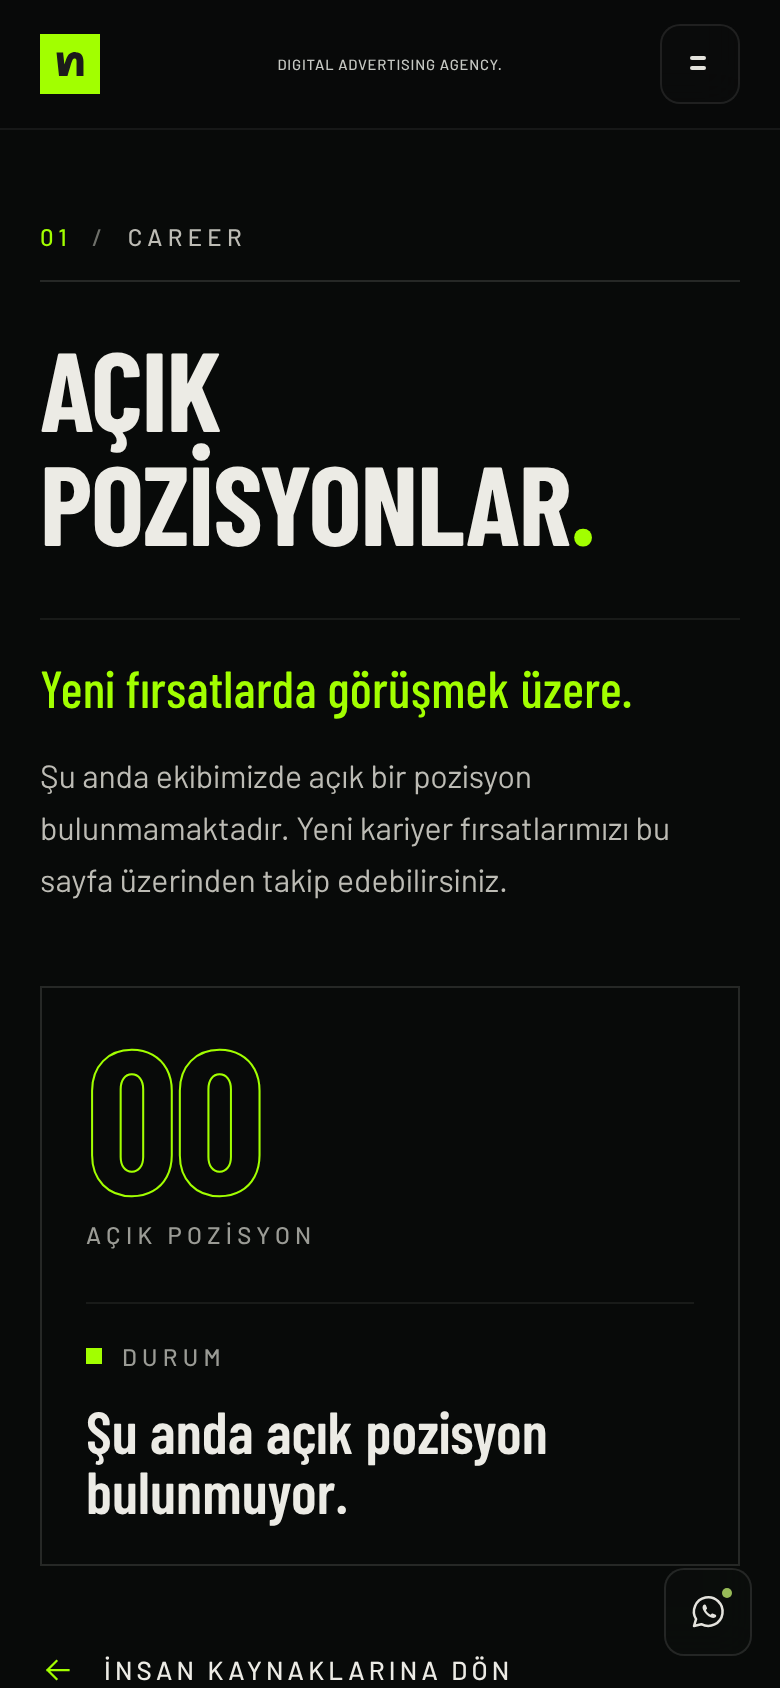 n
DIGITAL ADVERTISING AGENCY.
01 / CAREER
AÇIK
POZİSYONLAR.
Yeni fırsatlarda görüşmek üzere.
Şu anda ekibimizde açık bir pozisyon
bulunmamaktadır. Yeni kariyer fırsatlarımızı bu
sayfa üzerinden takip edebilirsiniz.
00
AÇIK POZİSYON
DURUM
Şu anda açık pozisyon
bulunmuyor.
← İNSAN KAYNAKLARINA DÖN